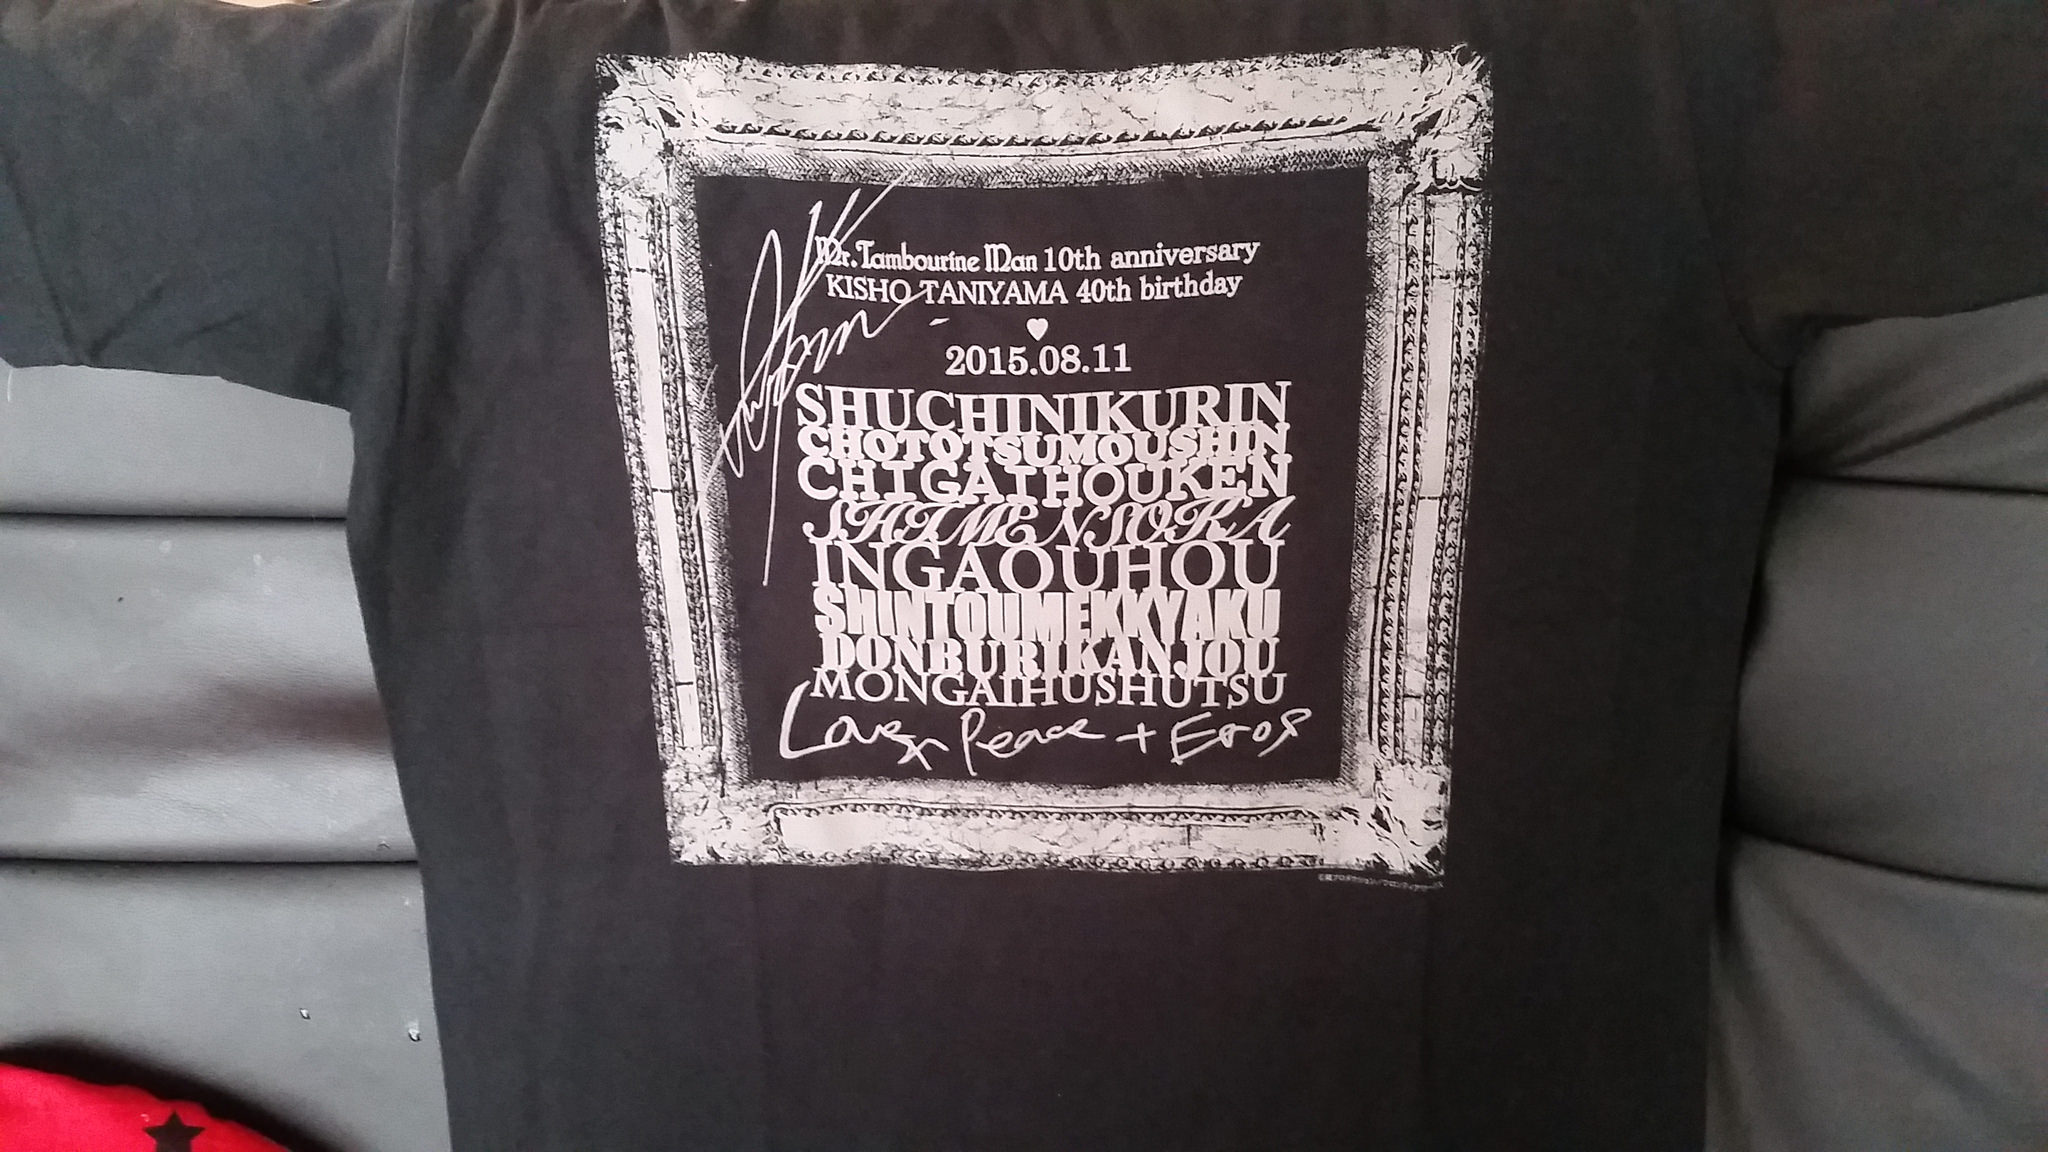 Mr. Tambourine Man 10th anniversary
KISHO TANIYAMA 40th birthday
2015.08.11
SHUCHINIKURIN
CHOTOTSUMOUSHIN
CHIGAIHOUKEN
SHIMENSOKA
INGAOUHOU
SHINTOUMEKKYAKU
DONBURIKANJOU
MONGAIHUSHUTSU
Love Peace + Eros